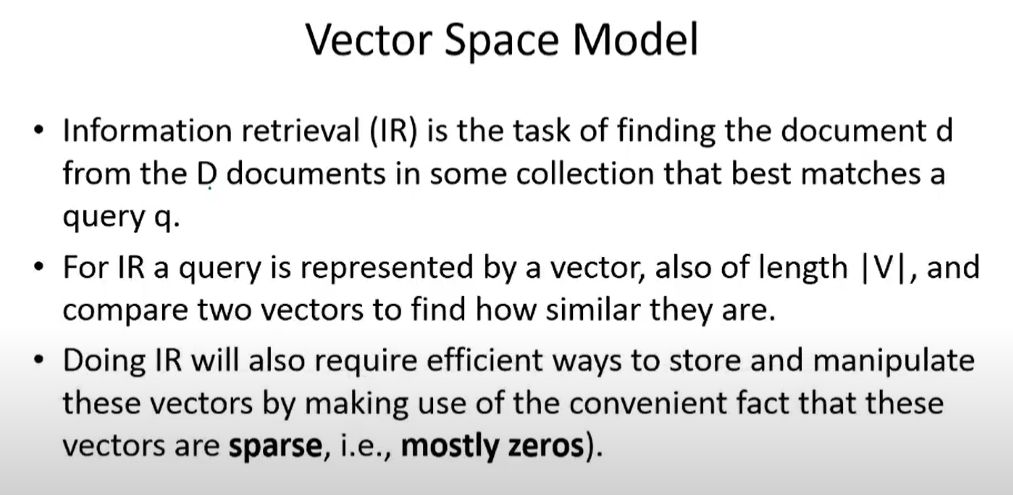 Vector Space Model
• Information retrieval (IR) is the task of finding the document d
from the D documents in some collection that best matches a
query q.
• For IR a query is represented by a vector, also of length |V|, and
compare two vectors to find how similar they are.
• Doing IR will also require efficient ways to store and manipulate
these vectors by making use of the convenient fact that these
vectors are sparse, i.e., mostly zeros).